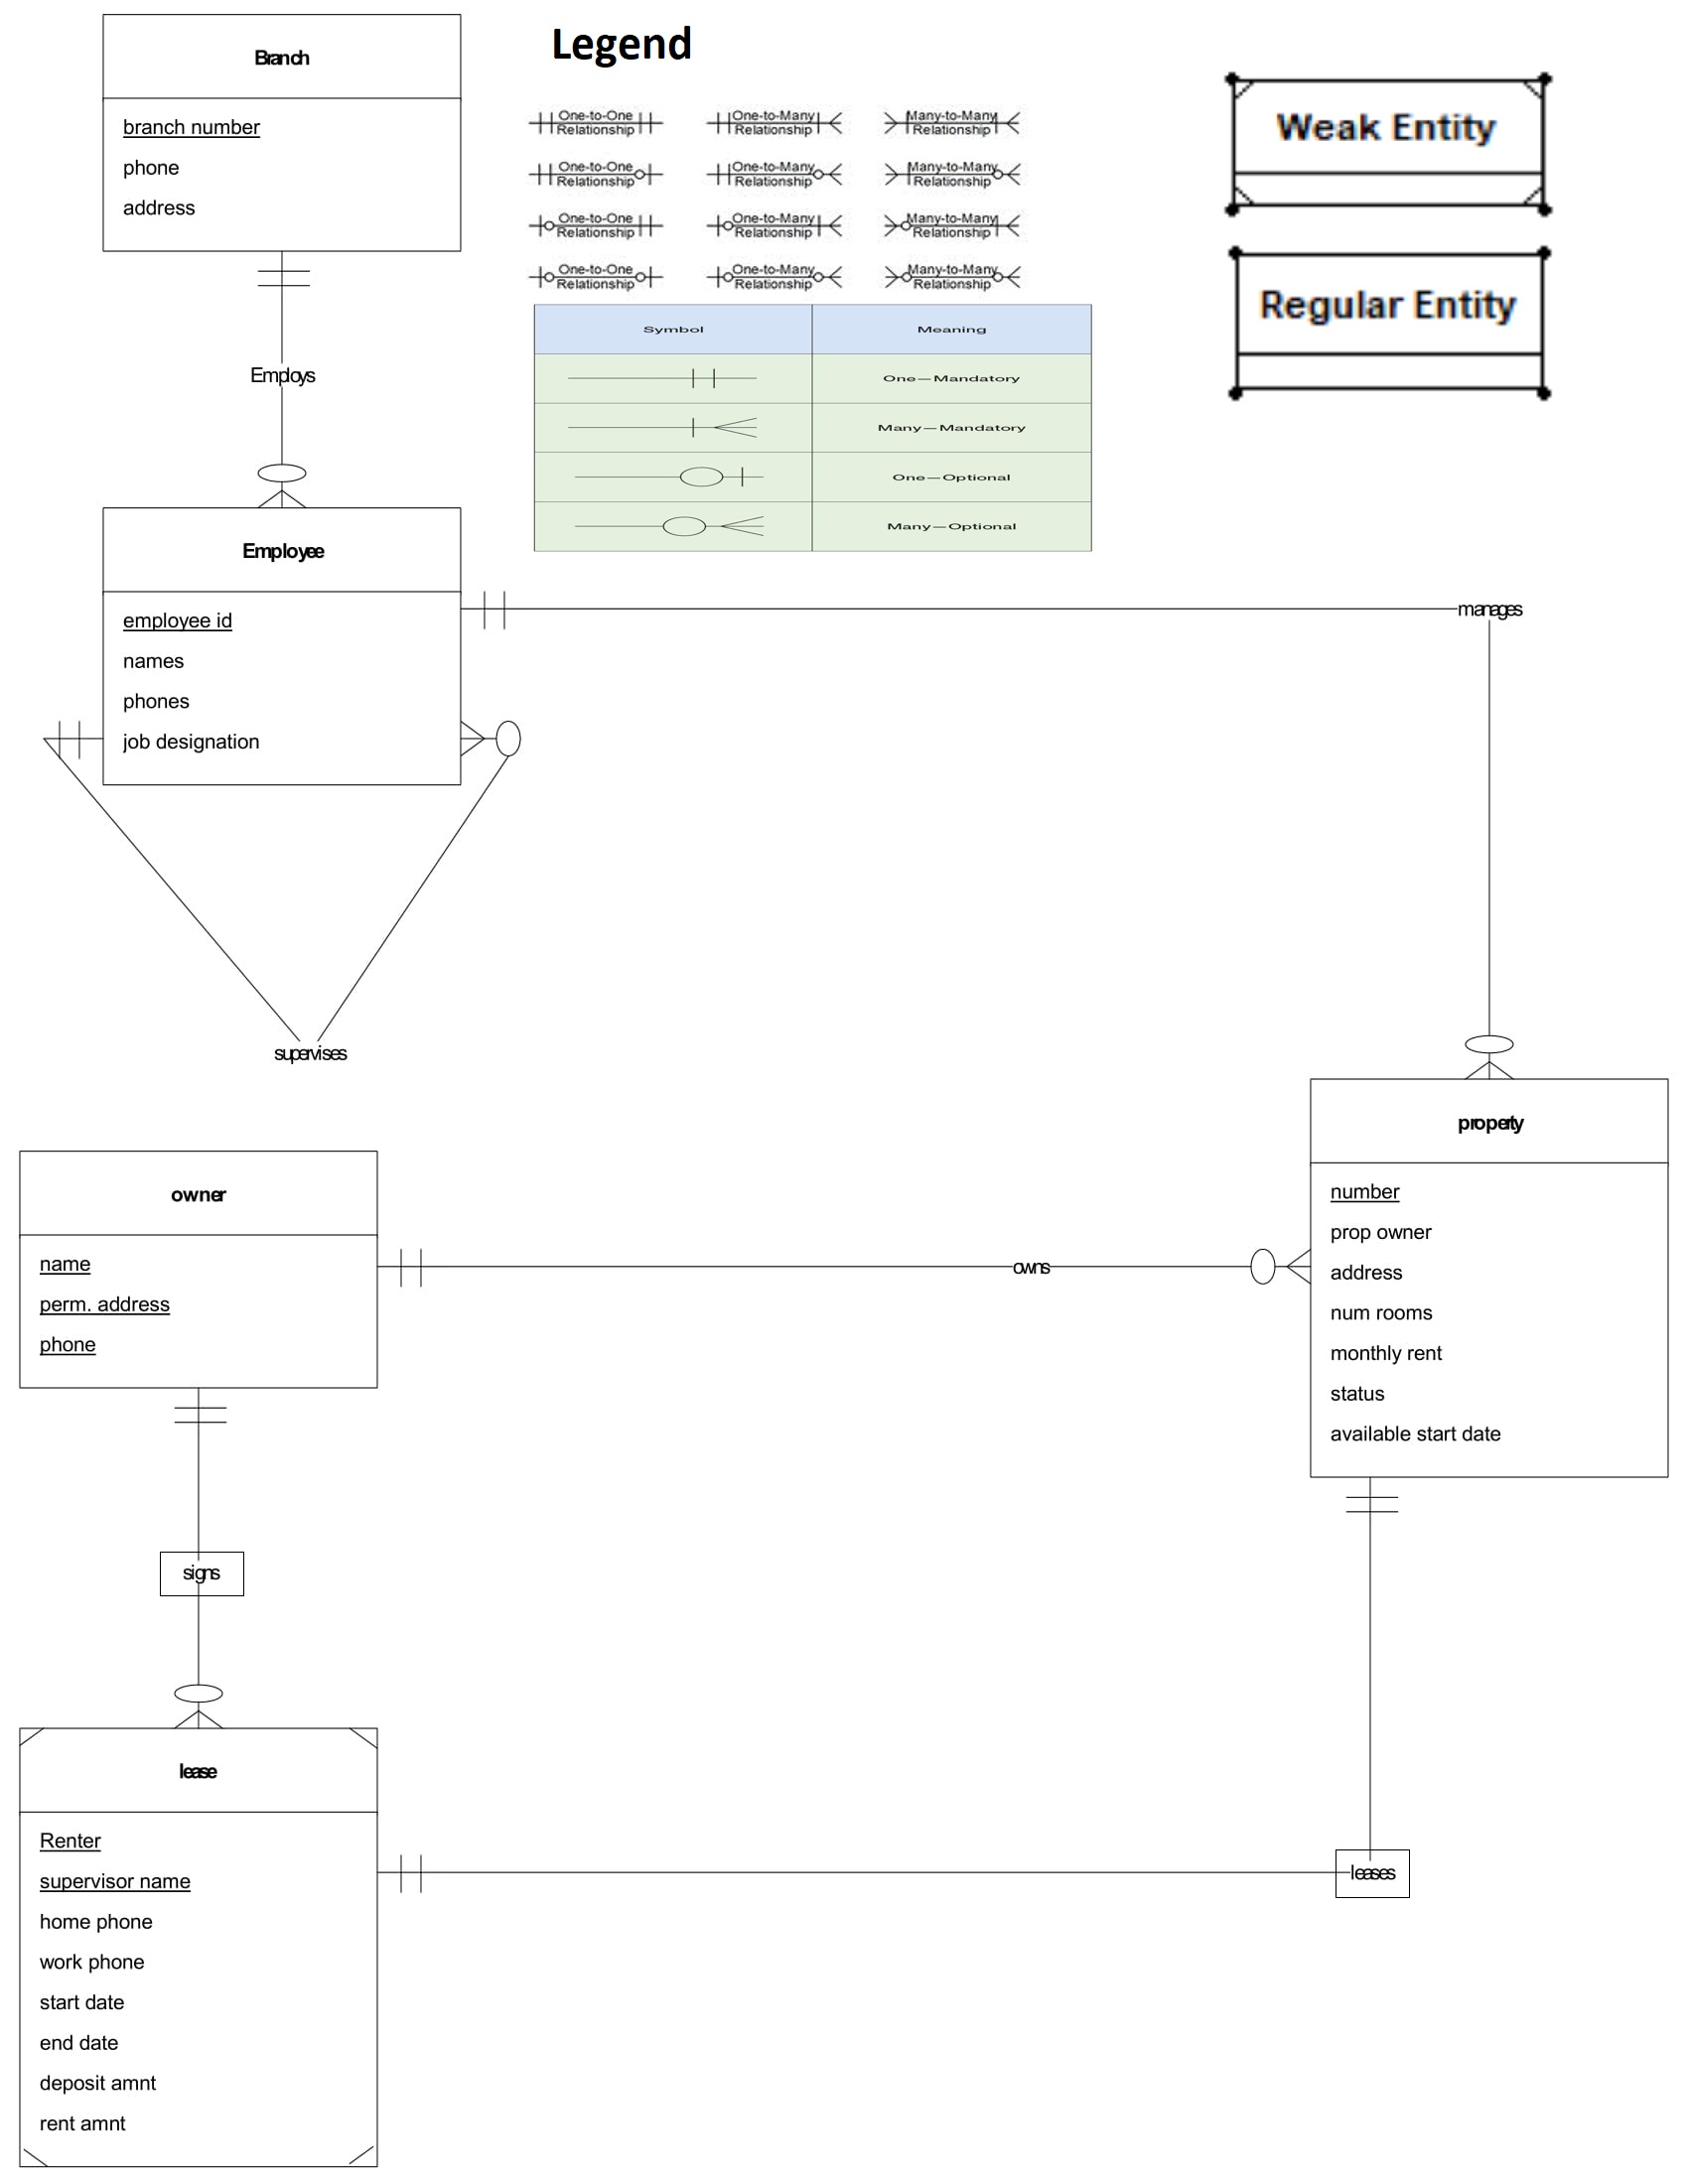 Legend
Branch
branch number
phone
address
Employs
One-to-One
Relationship
One-to-Many
Relationship
Many-to-Many
Relationship
One-to-One
Relationship
One-to-Many
Relationship
Many-to-Many
Relationship
One-to-One
Relationship
One-to-Many
Relationship
Many-to-Many
Relationship
One-to-One
Relationship
One-to-Many
Relationship
Many-to-Many
Relationship
Symbol Meaning
One—Mandatory
Many—Mandatory
One—Optional
Many—Optional
Weak Entity
Regular Entity
Employee
employee id
names
phones
job designation
manages
supervises
owner
name
perm. address
phone
owns
property
number
prop owner
address
num rooms
monthly rent
status
available start date
signs
lease
Renter
supervisor name
home phone
work phone
start date
end date
deposit amnt
rent amnt
leases